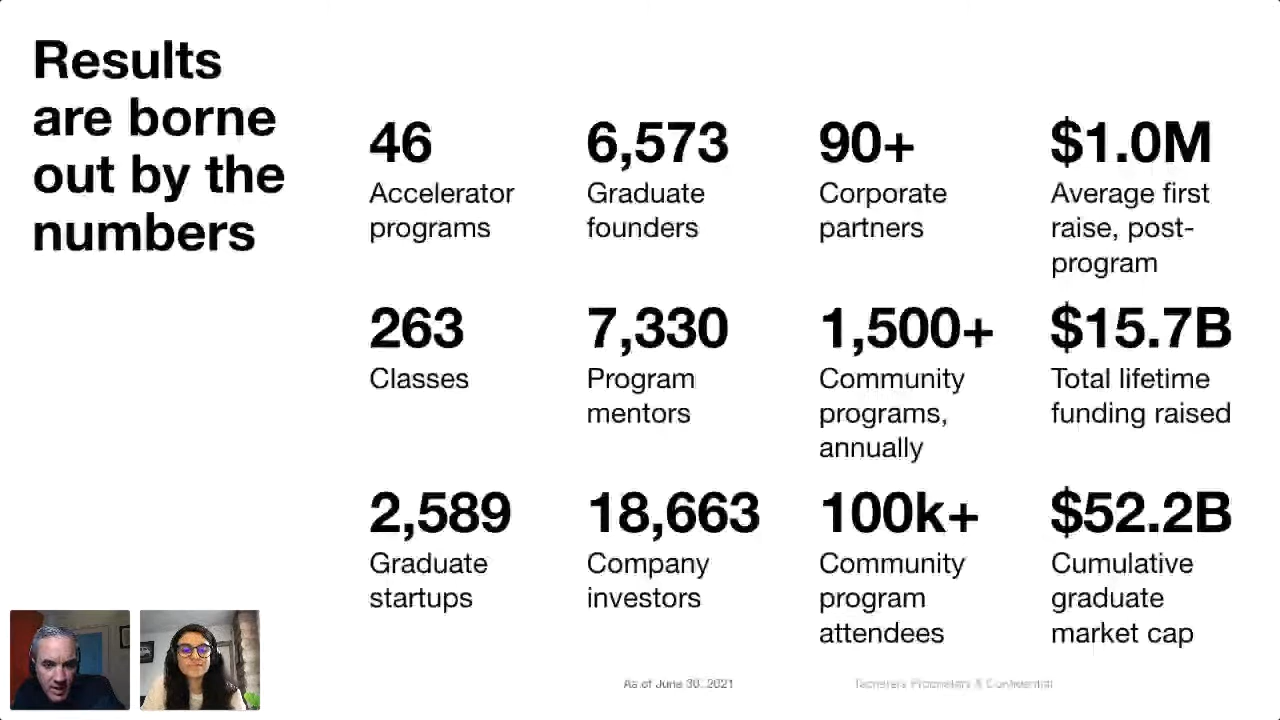 Results
are borne
out by the
numbers
46
Accelerator
programs
6,573
Graduate
founders
90+
Corporate
partners
$1.0M
Average first
raise, post-
program
263
Classes
7,330
Program
mentors
1,500+
Community
programs,
annually
$15.7B
Total lifetime
funding raised
2,589
Graduate
startups
18,663
Company
investors
100k+
Community
program
attendees
$52.2B
Cumulative
graduate
market cap
As of June 30, 2021
& Confidential